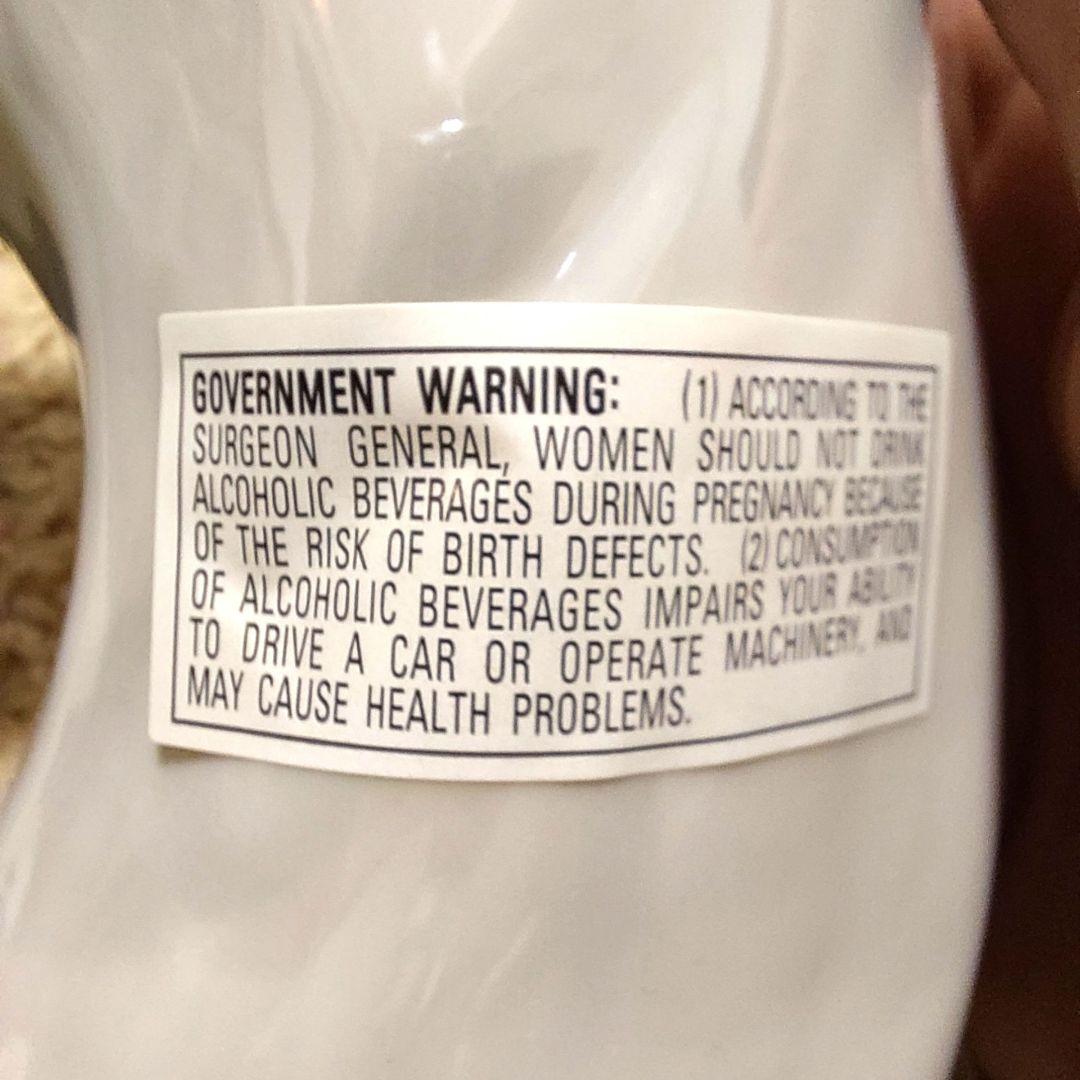 GOVERNMENT WARNING: (1) ACCORDING TO THE
SURGEON GENERAL, WOMEN SHOULD NOT DRINK
ALCOHOLIC BEVERAGES DURING PREGNANCY BECAUSE
OF THE RISK OF BIRTH DEFECTS. (2) CONSUMPTION
OF ALCOHOLIC BEVERAGES IMPAIRS YOUR ABILITY
TO DRIVE A CAR OR OPERATE MACHINERY, AND
MAY CAUSE HEALTH PROBLEMS.